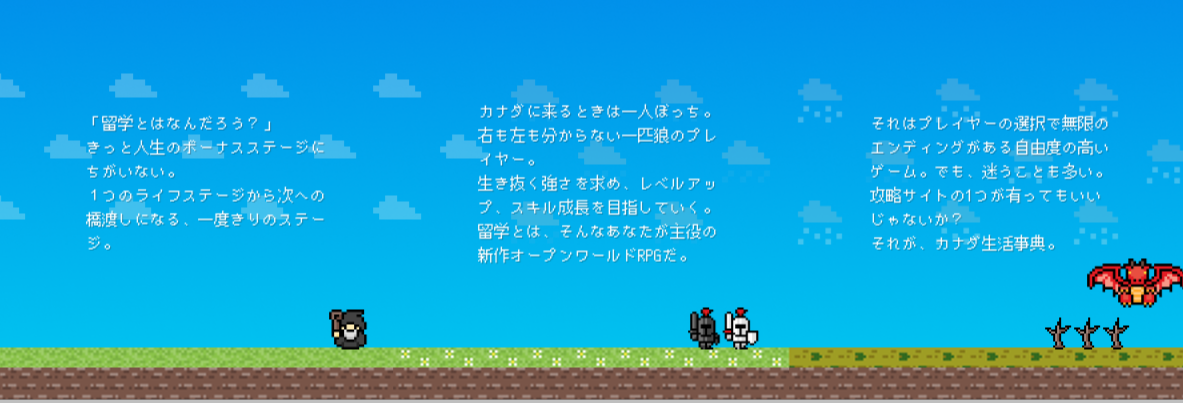 「留学とはなんだろう？」
きっと人生のボーナスステージに
ちがいない。
１つのライフステージから次への
橋渡しになる、一度きりのステー
ジ。
カナダに来るときは一人ぼっち。
右も左も分からない一匹狼のプレ
イヤー。
生き抜く強さを求め、レベルアッ
プ、スキル成長を目指していく。
留学とは、そんなあなたが主役の
新作オープンワールドRPGだ。
それはプレイヤーの選択で無限の
エンディングがある自由度の高い
ゲーム。でも、迷うことも多い。
攻略サイトの1つが有ってもいい
じゃないか？
それが、カナダ生活事典。